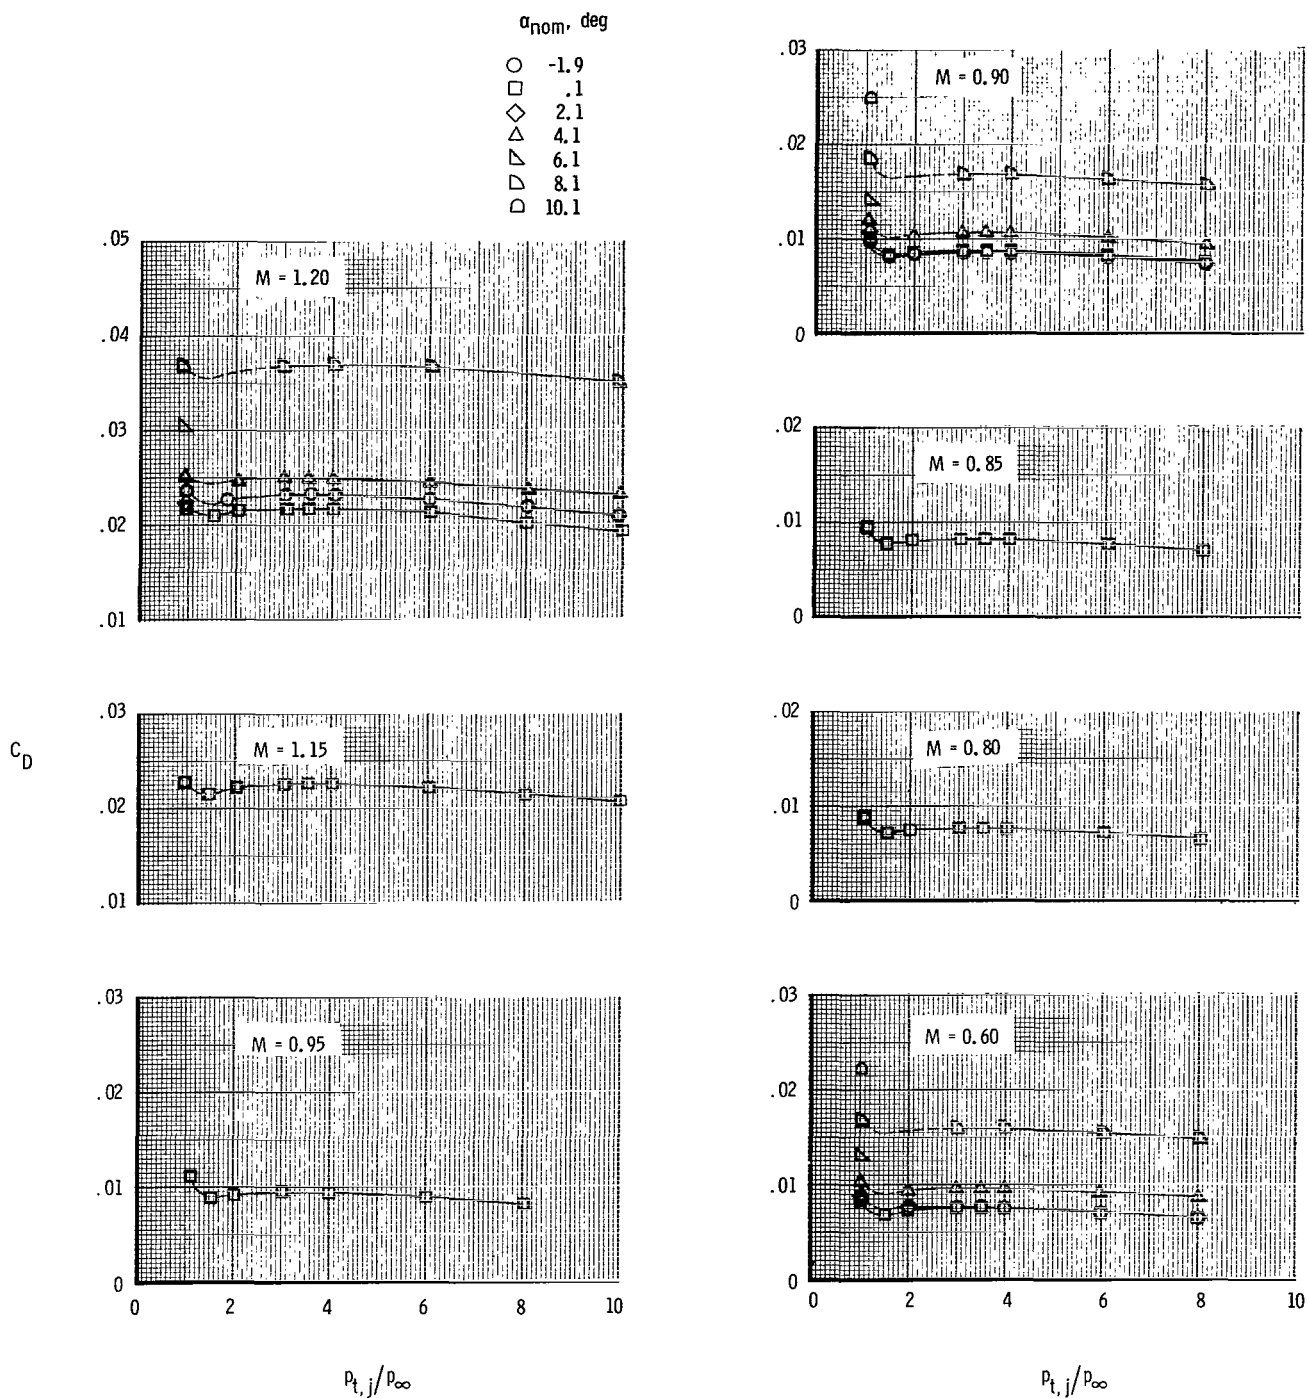 αnom, deg
-1.9
.1
2.1
4.1
6.1
8.1
10.1
.05
M = 1.20
.04
.03
.02
.01
.03
M = 1.15
.02
.01
C_D
.03
M = 0.95
.02
.01
0
0 2 4 6 8 10
p_t,j/p_∞
.03
M = 0.90
.02
.01
0
.02
M = 0.85
.01
0
.02
M = 0.80
.01
0
.03
M = 0.60
.02
.01
0
0 2 4 6 8 10
p_t,j/p_∞